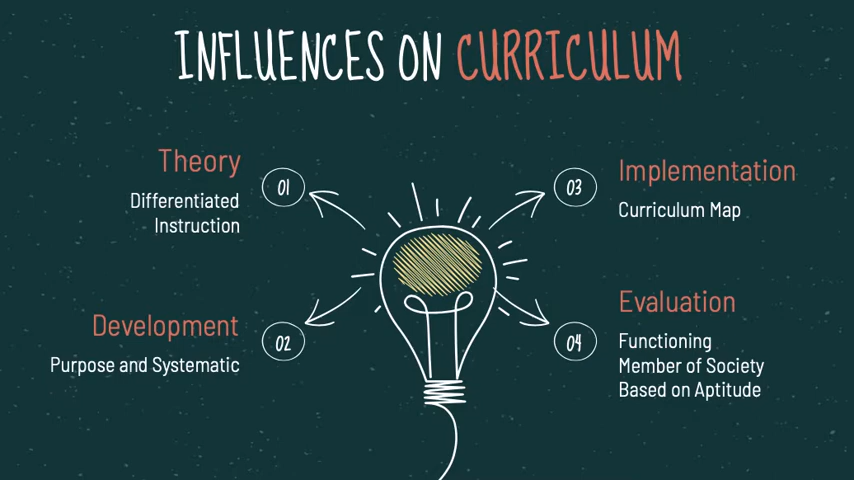 INFLUENCES ON CURRICULUM
Theory
01
Differentiated
Instruction
Development
02
Purpose and Systematic
03
Implementation
Curriculum Map
Evaluation
04
Functioning
Member of Society
Based on Aptitude